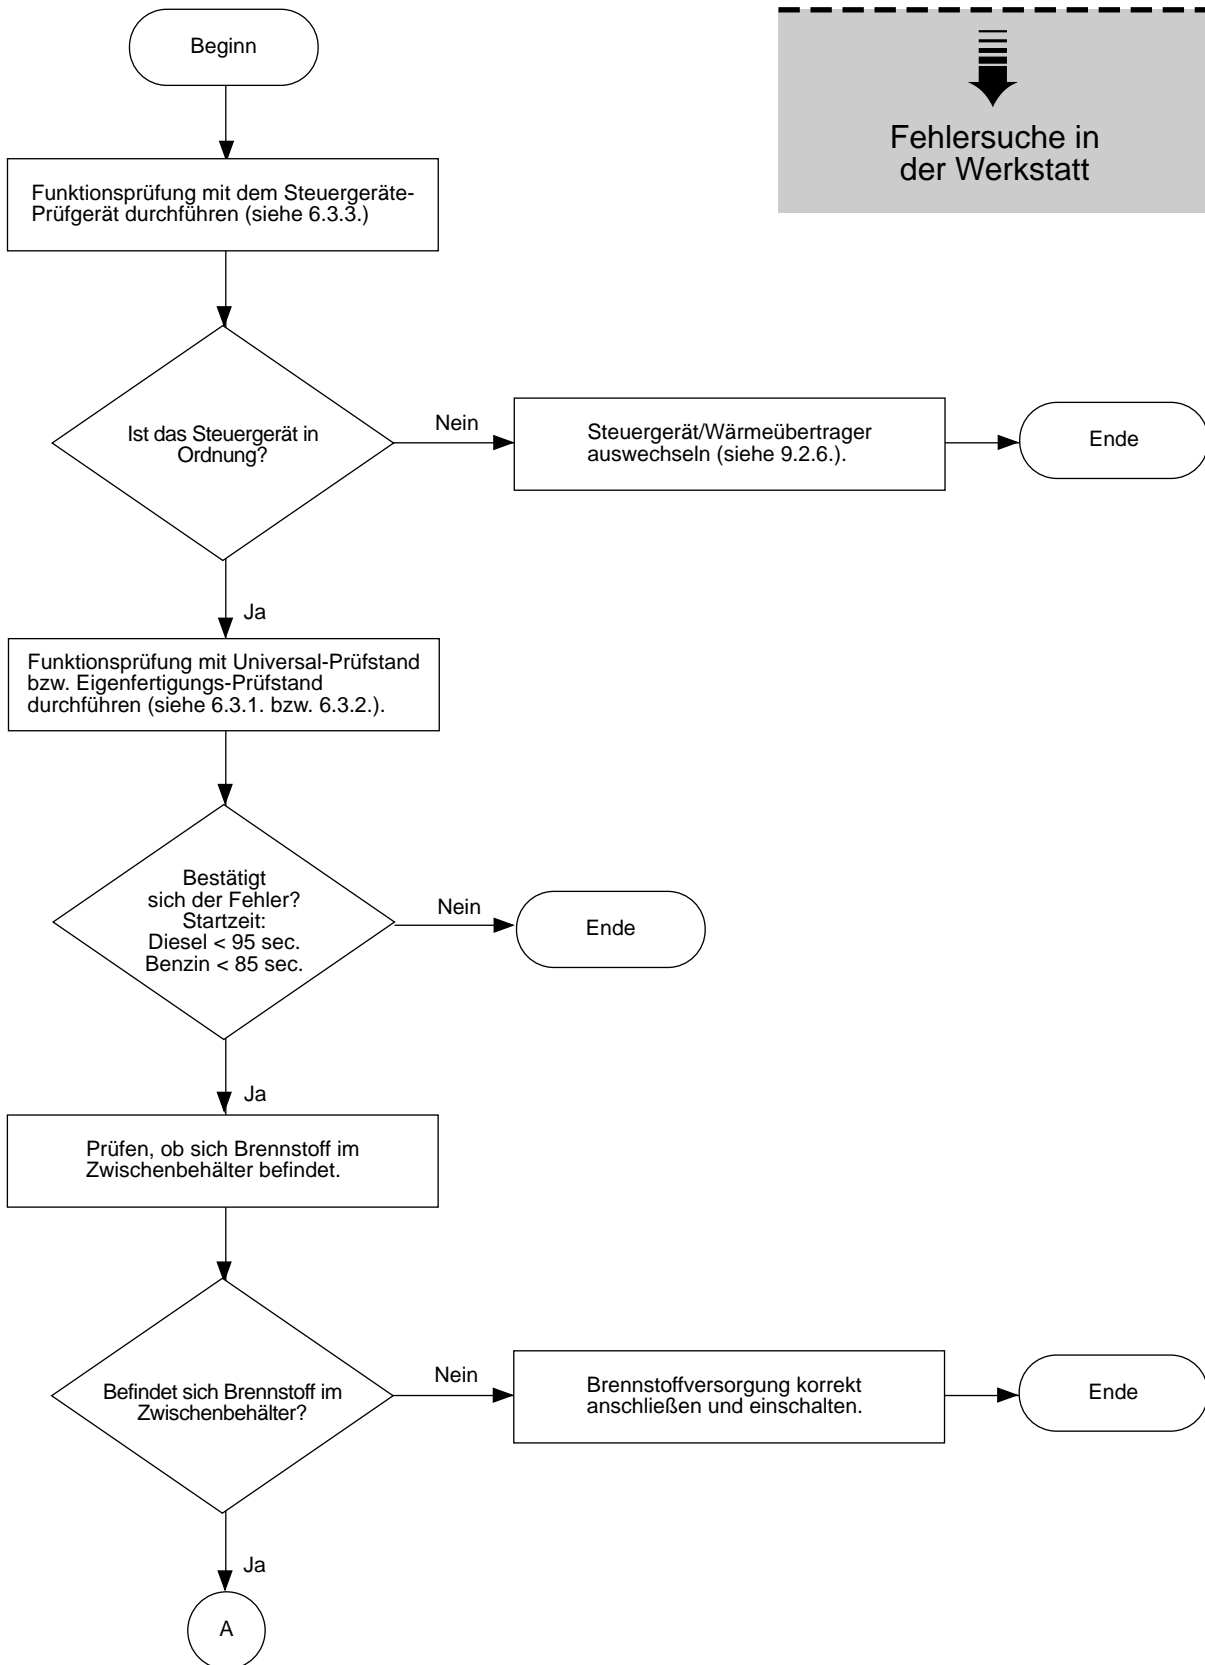 Beginn
Fehlersuche in
der Werkstatt
Funktionsprüfung mit dem Steuergeräte-
Prüfgerät durchführen (siehe 6.3.3.)
Ist das Steuergerät in
Ordnung?
Nein
Steuergerät/Wärmeübertrager
auswechseln (siehe 9.2.6.).
Ende
Ja
Funktionsprüfung mit Universal-Prüfstand
bzw. Eigenfertigungs-Prüfstand
durchführen (siehe 6.3.1. bzw. 6.3.2.).
Bestätigt
sich der Fehler?
Startzeit:
Diesel < 95 sec.
Benzin < 85 sec.
Nein
Ende
Ja
Prüfen, ob sich Brennstoff im
Zwischenbehälter befindet.
Befindet sich Brennstoff im
Zwischenbehälter?
Nein
Brennstoffversorgung korrekt
anschließen und einschalten.
Ende
Ja
A